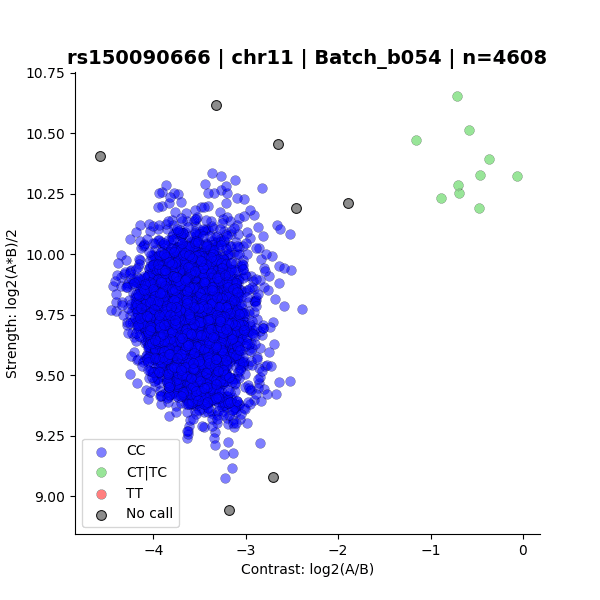 rs150090666 | chr11 | Batch_b054 | n=4608
10.75
10.50
10.25
10.00
9.75
9.50
9.25
9.00
Strength: log2(A*B)/2
CC
CT|TC
TT
No call
−4
−3
−2
−1
0
Contrast: log2(A/B)